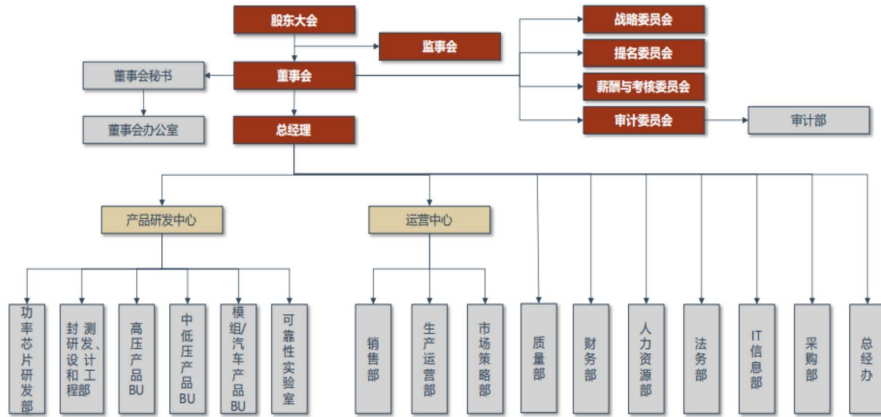 股东大会
监事会
董事会
董事会秘书
董事会办公室
总经理
战略委员会
提名委员会
薪酬与考核委员会
审计委员会
审计部
产品研发中心
运营中心
功率芯片研发部
封测研发、设计和工程部
高压产品BU
中低压产品BU
模组/汽车产品BU
可靠性实验室
销售部
生产运营部
市场策略部
质量部
财务部
人力资源部
法务部
IT信息部
采购部
总经办